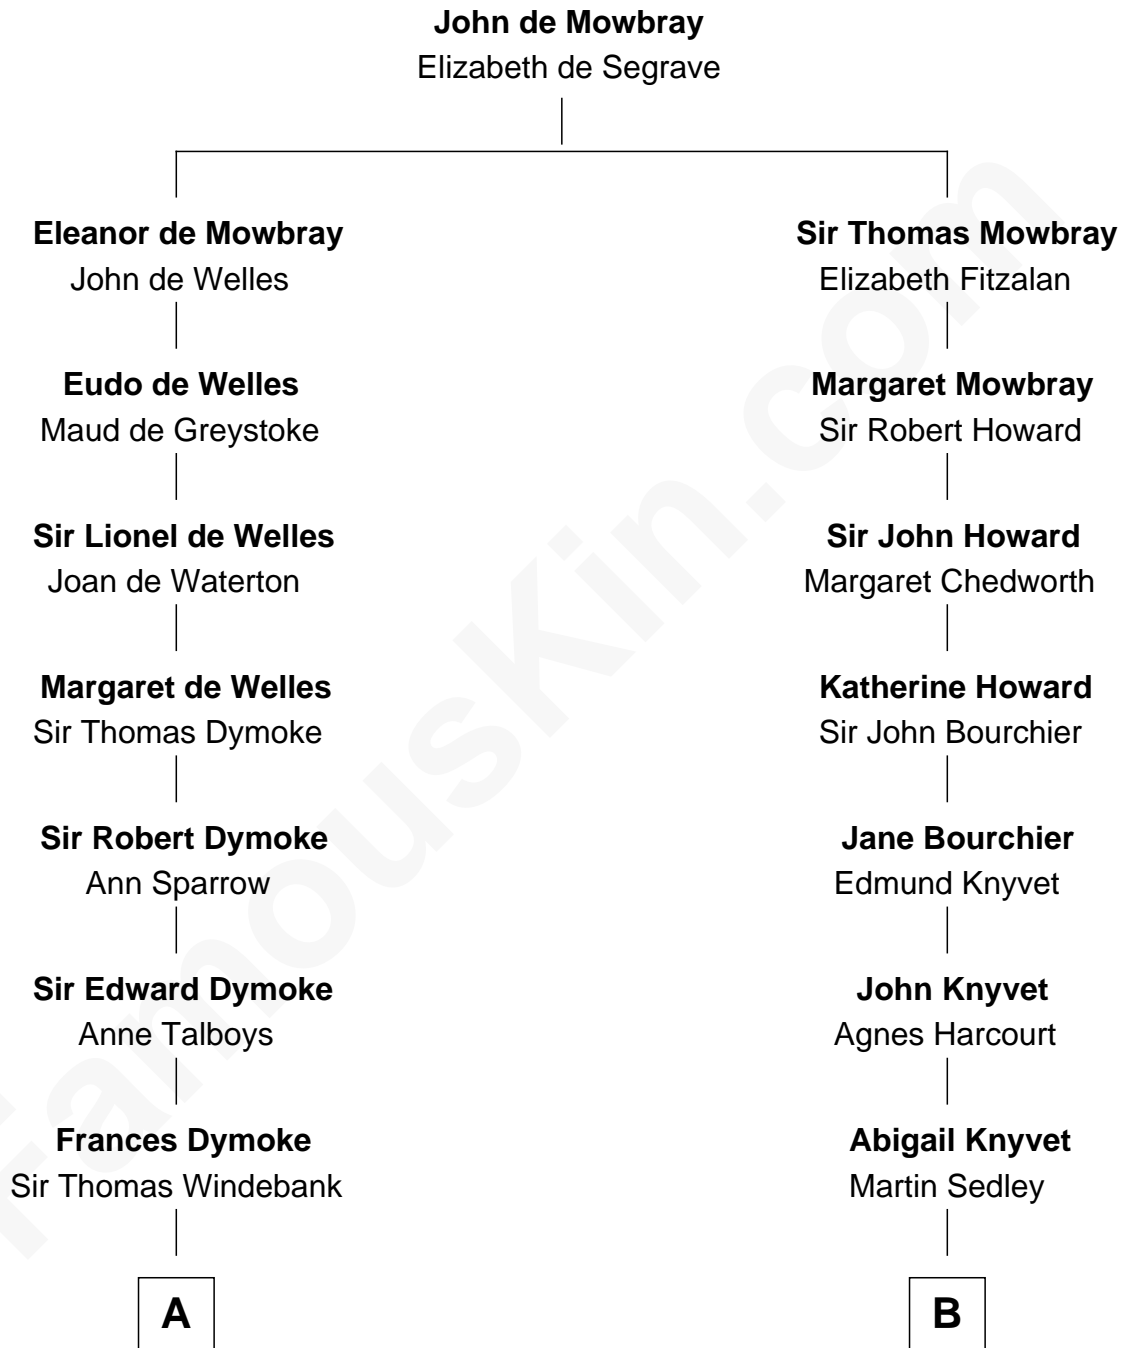 John de Mowbray
Elizabeth de Segrave
Eleanor de Mowbray
John de Welles
Sir Thomas Mowbray
Elizabeth Fitzalan
Eudo de Welles
Maud de Greystoke
Margaret Mowbray
Sir Robert Howard
Sir Lionel de Welles
Joan de Waterton
Sir John Howard
Margaret Chedworth
Margaret de Welles
Sir Thomas Dymoke
Katherine Howard
Sir John Bourchier
Sir Robert Dymoke
Ann Sparrow
Jane Bourchier
Edmund Knyvet
Sir Edward Dymoke
Anne Talboys
John Knyvet
Agnes Harcourt
Frances Dymoke
Sir Thomas Windebank
Abigail Knyvet
Martin Sedley
A
B
FamousKin.com